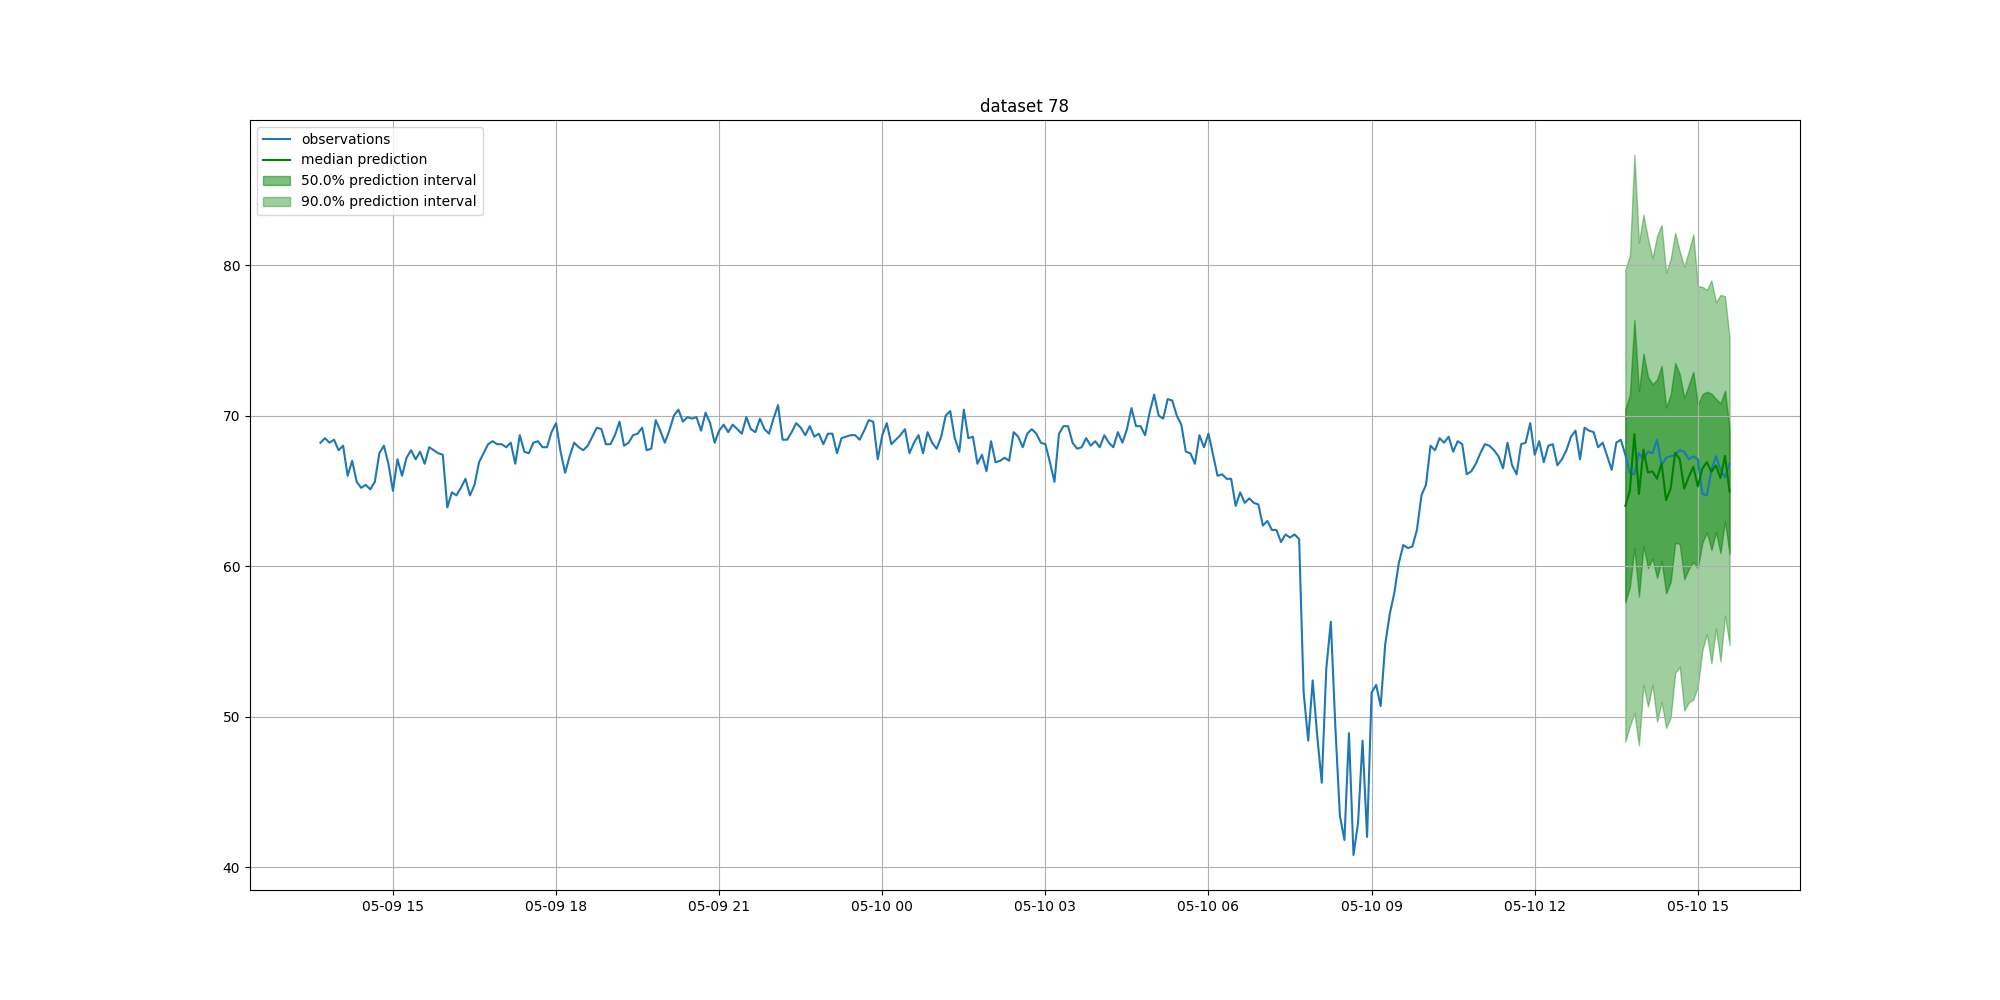 dataset 78
observations
median prediction
50.0% prediction interval
90.0% prediction interval
80
70
60
50
40
05-09 15 05-09 18 05-09 21 05-10 00 05-10 03 05-10 06 05-10 09 05-10 12 05-10 15